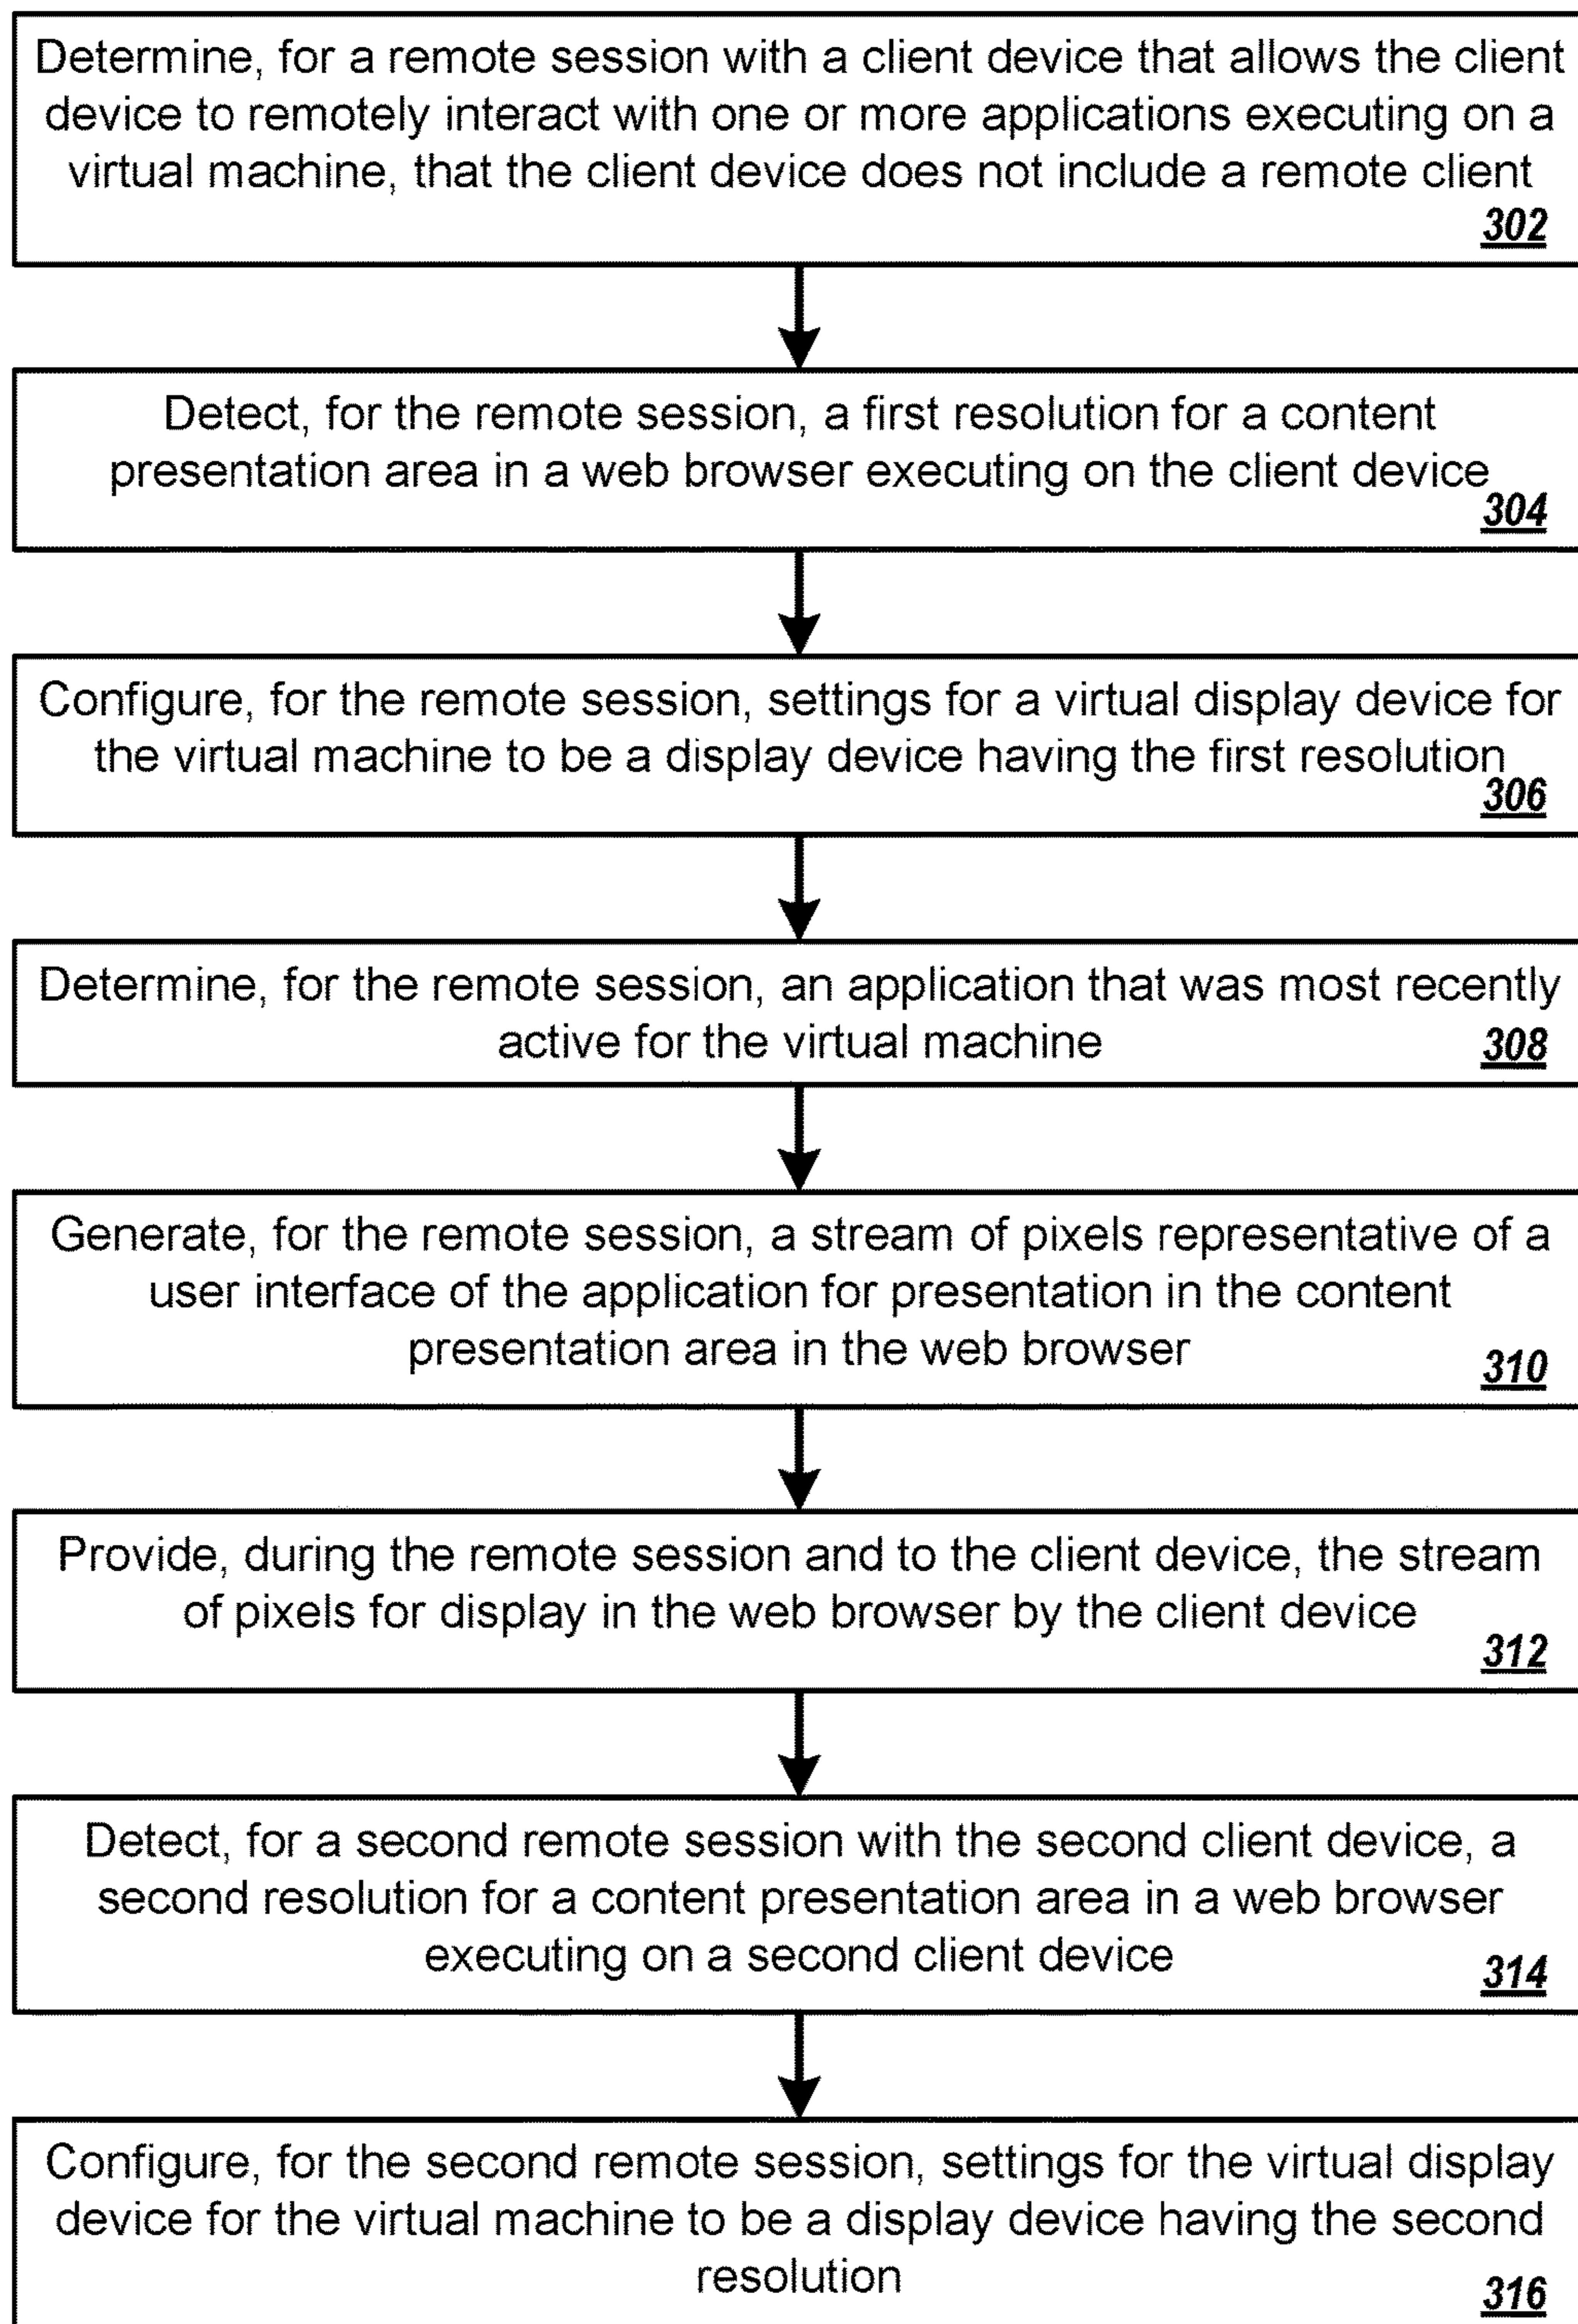 Determine, for a remote session with a client device that allows the client
device to remotely interact with one or more applications executing on a
virtual machine, that the client device does not include a remote client
302
Detect, for the remote session, a first resolution for a content
presentation area in a web browser executing on the client device
304
Configure, for the remote session, settings for a virtual display device for
the virtual machine to be a display device having the first resolution
306
Determine, for the remote session, an application that was most recently
active for the virtual machine
308
Generate, for the remote session, a stream of pixels representative of a
user interface of the application for presentation in the content
presentation area in the web browser
310
Provide, during the remote session and to the client device, the stream
of pixels for display in the web browser by the client device
312
Detect, for a second remote session with the second client device, a
second resolution for a content presentation area in a web browser
executing on a second client device
314
Configure, for the second remote session, settings for the virtual display
device for the virtual machine to be a display device having the second
resolution
316